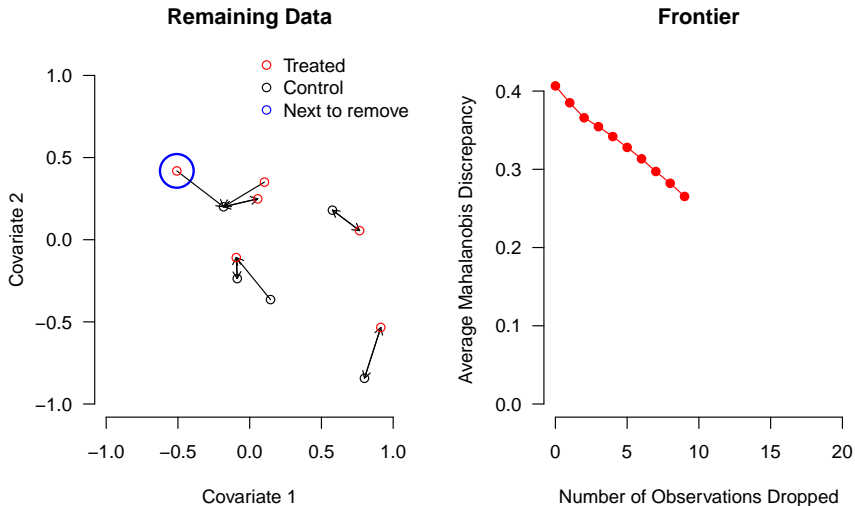 Remaining Data
Treated
Control
Next to remove
1.0
0.5
0.0
−0.5
−1.0
Covariate 2
−1.0 −0.5 0.0 0.5 1.0
Covariate 1
Frontier
0.4
0.3
0.2
0.1
0.0
Average Mahalanobis Discrepancy
0 5 10 15 20
Number of Observations Dropped